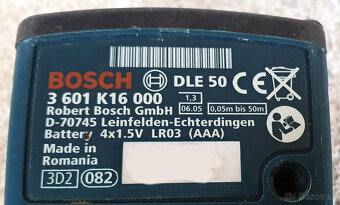 BOSCH DLE 50 CE
3 601 K16 000 1,3
Robert Bosch GmbH 06.05 0,05m bis 50m
D-70745 Leinfelden-Echterdingen
Battery 4x1.5V LR03 (AAA)
Made in
Romania
3D2 082